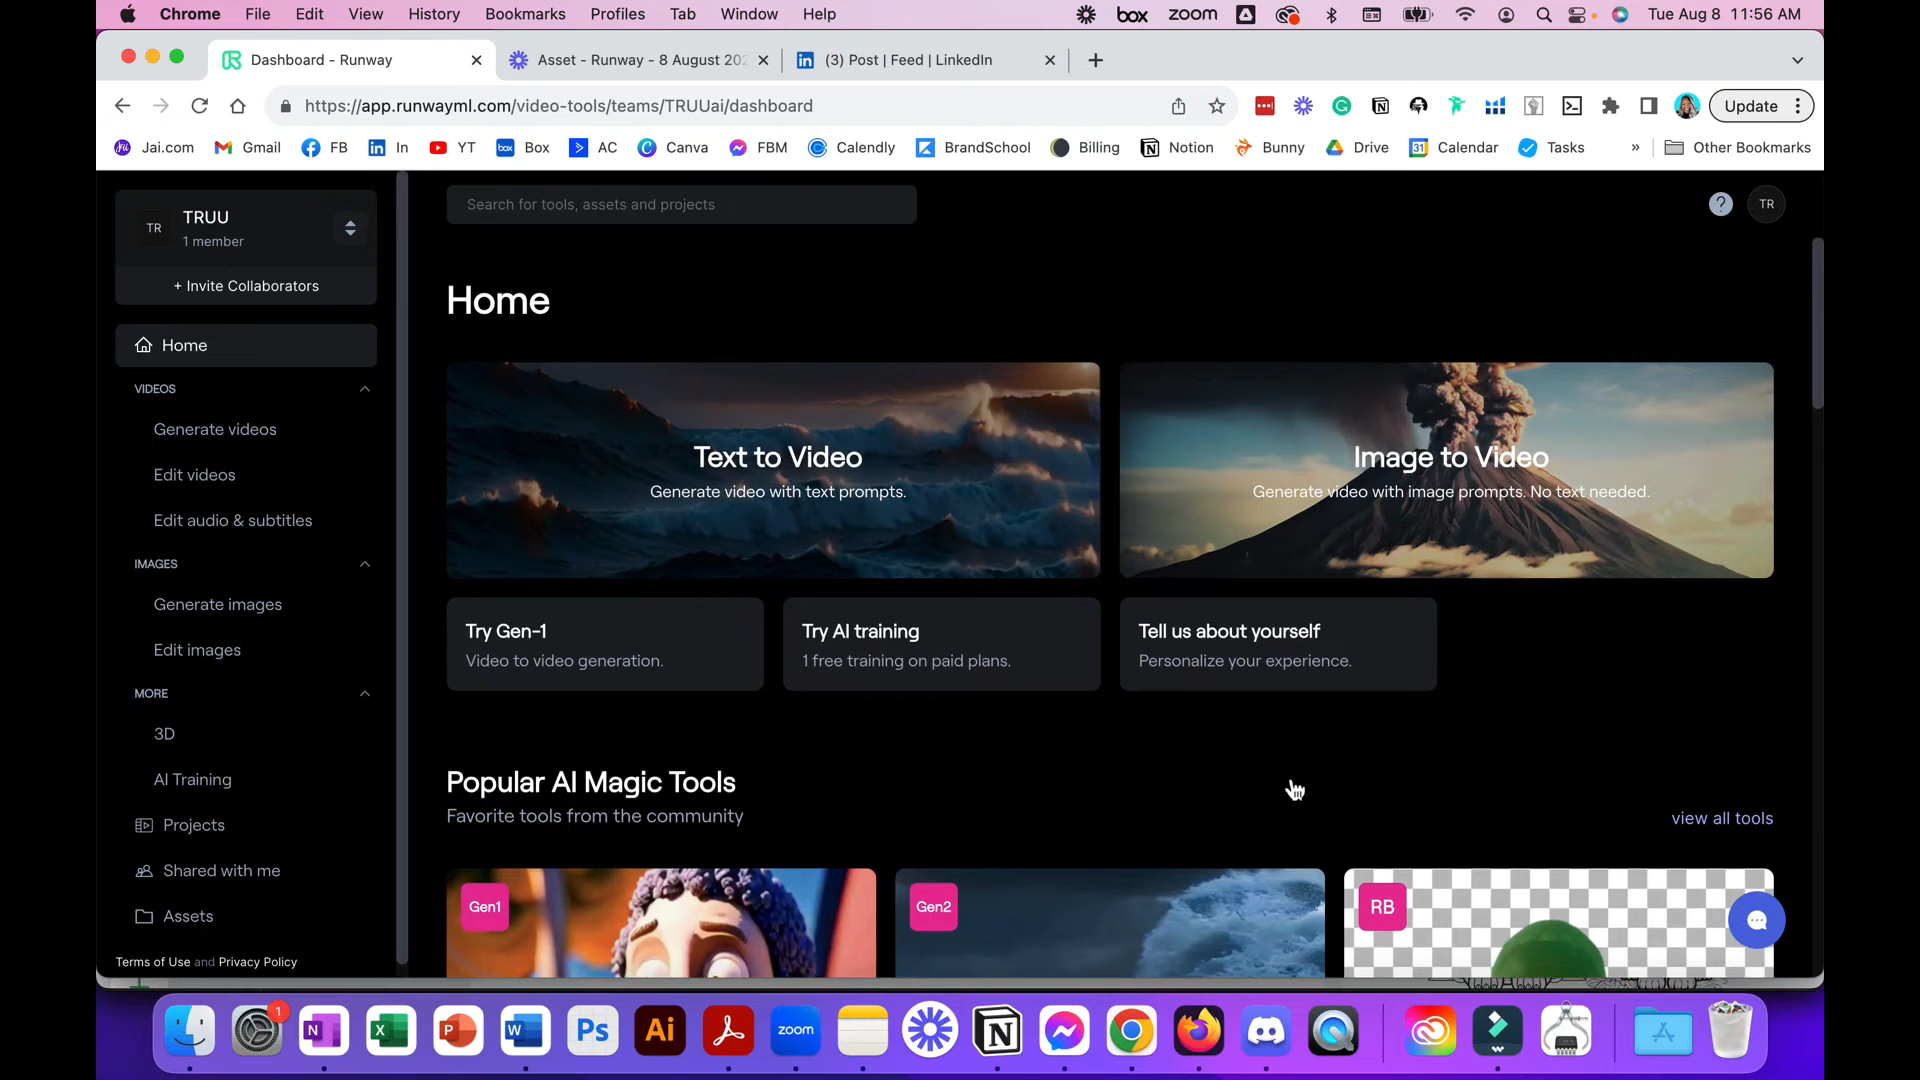 Chrome File Edit View History Bookmarks Profiles Tab Window Help box zoom Tue Aug 8 11:56 AM
Dashboard - Runway Asset - Runway - 8 August 202 (3) Post | Feed | LinkedIn
https://app.runwayml.com/video-tools/teams/TRUUai/dashboard Update
Jai.com Gmail FB In YT Box AC Canva FBM Calendly BrandSchool Billing Notion Bunny Drive Calendar Tasks » Other Bookmarks
TR TRUU
1 member
+ Invite Collaborators
Home
VIDEOS
Generate videos
Edit videos
Edit audio & subtitles
IMAGES
Generate images
Edit images
MORE
3D
AI Training
Projects
Shared with me
Assets
Terms of Use and Privacy Policy
Search for tools, assets and projects
? TR
Home
Text to Video
Generate video with text prompts.
Image to Video
Generate video with image prompts. No text needed.
Try Gen-1
Video to video generation.
Try AI training
1 free training on paid plans.
Tell us about yourself
Personalize your experience.
Popular AI Magic Tools
Favorite tools from the community
view all tools
Gen1
Gen2
RB
1 N X P W Ps Ai zoom